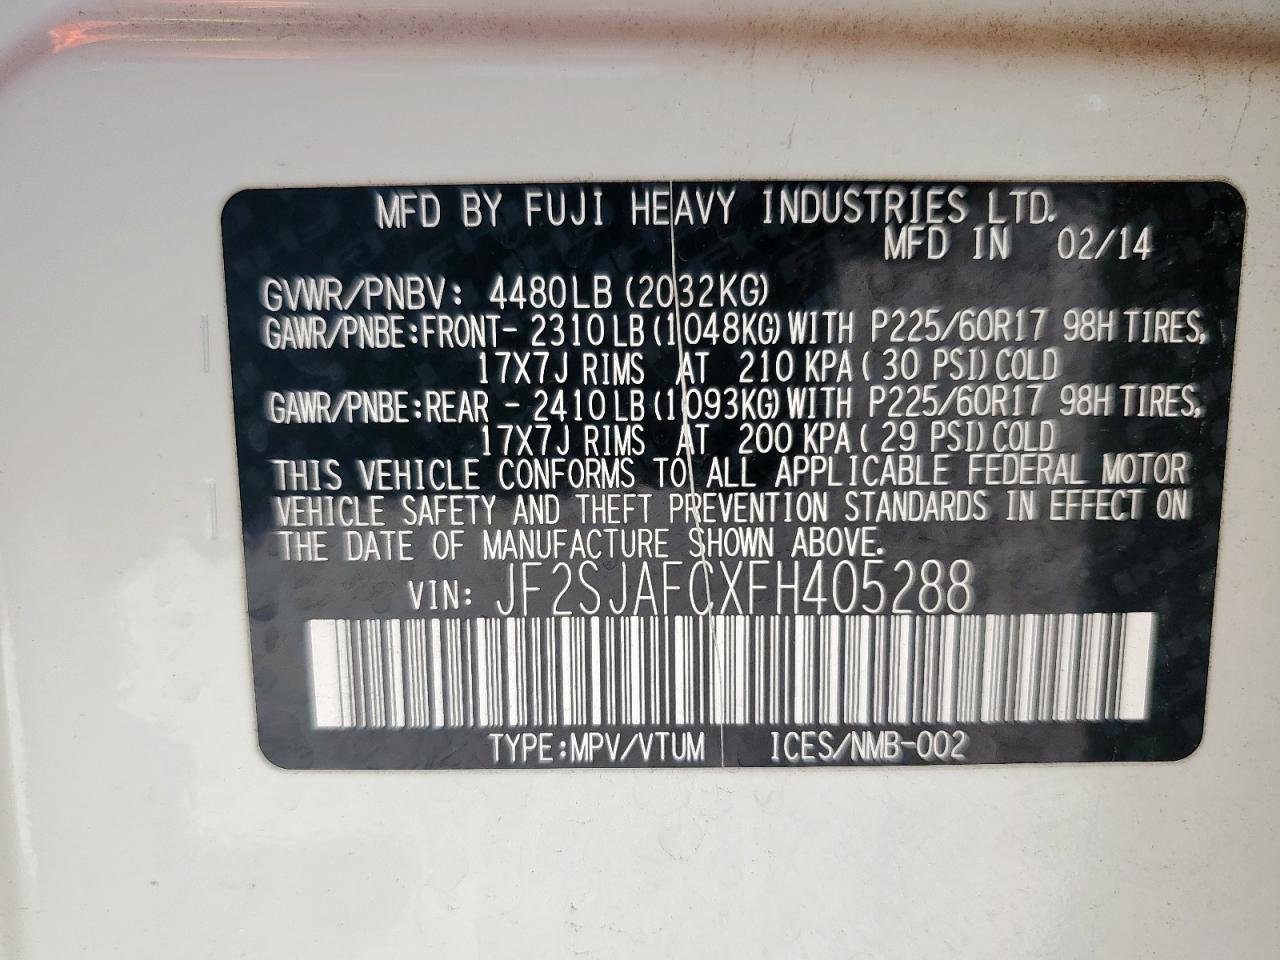 MFD BY FUJI HEAVY INDUSTRIES LTD.
MFD IN 02/14
GVWR/PNBV: 4480LB (2032KG)
GAWR/PNBE:FRONT- 2310LB(1048KG)WITH P225/60R17 98H TIRES,
17X7J RIMS AT 210 KPA(30 PSI)COLD
GAWR/PNBE:REAR - 2410LB(1093KG)WITH P225/60R17 98H TIRES,
17X7J RIMS AT 200 KPA(29 PSI)COLD
THIS VEHICLE CONFORMS TO ALL APPLICABLE FEDERAL MOTOR
VEHICLE SAFETY AND THEFT PREVENTION STANDARDS IN EFFECT ON
THE DATE OF MANUFACTURE SHOWN ABOVE.
VIN: JF2SJAFCXFH405288
TYPE:MPV/VTUM ICES/NMB-002